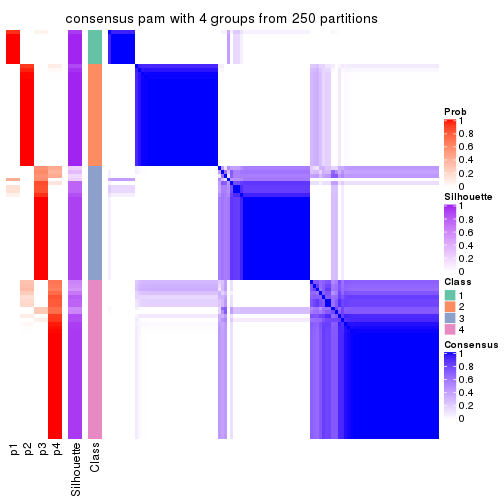 consensus pam with 4 groups from 250 partitions
Prob
1
0.8
0.6
0.4
0.2
0
Silhouette
1
0.8
0.6
0.4
0.2
0
Class
1
2
3
4
Consensus
1
0.8
0.6
0.4
0.2
0
p1
p2
p3
p4
Silhouette
Class